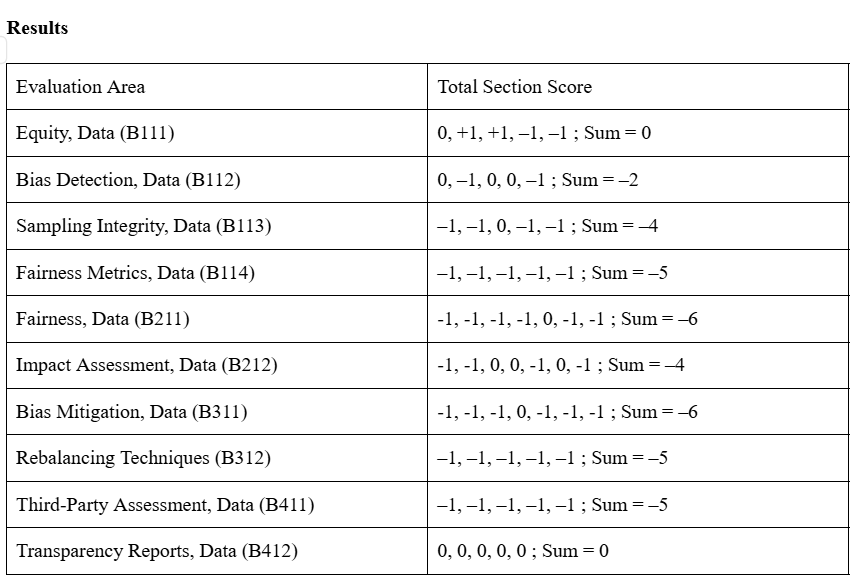 Results
Evaluation Area Total Section Score
Equity, Data (B111) 0, +1, +1, –1, –1 ; Sum = 0
Bias Detection, Data (B112) 0, –1, 0, 0, –1 ; Sum = –2
Sampling Integrity, Data (B113) –1, –1, 0, –1, –1 ; Sum = –4
Fairness Metrics, Data (B114) –1, –1, –1, –1, –1 ; Sum = –5
Fairness, Data (B211) -1, -1, -1, -1, 0, -1, -1 ; Sum = –6
Impact Assessment, Data (B212) -1, -1, 0, 0, -1, 0, -1 ; Sum = –4
Bias Mitigation, Data (B311) -1, -1, -1, 0, -1, -1, -1 ; Sum = –6
Rebalancing Techniques (B312) –1, –1, –1, –1, –1 ; Sum = –5
Third-Party Assessment, Data (B411) –1, –1, –1, –1, –1 ; Sum = –5
Transparency Reports, Data (B412) 0, 0, 0, 0, 0 ; Sum = 0